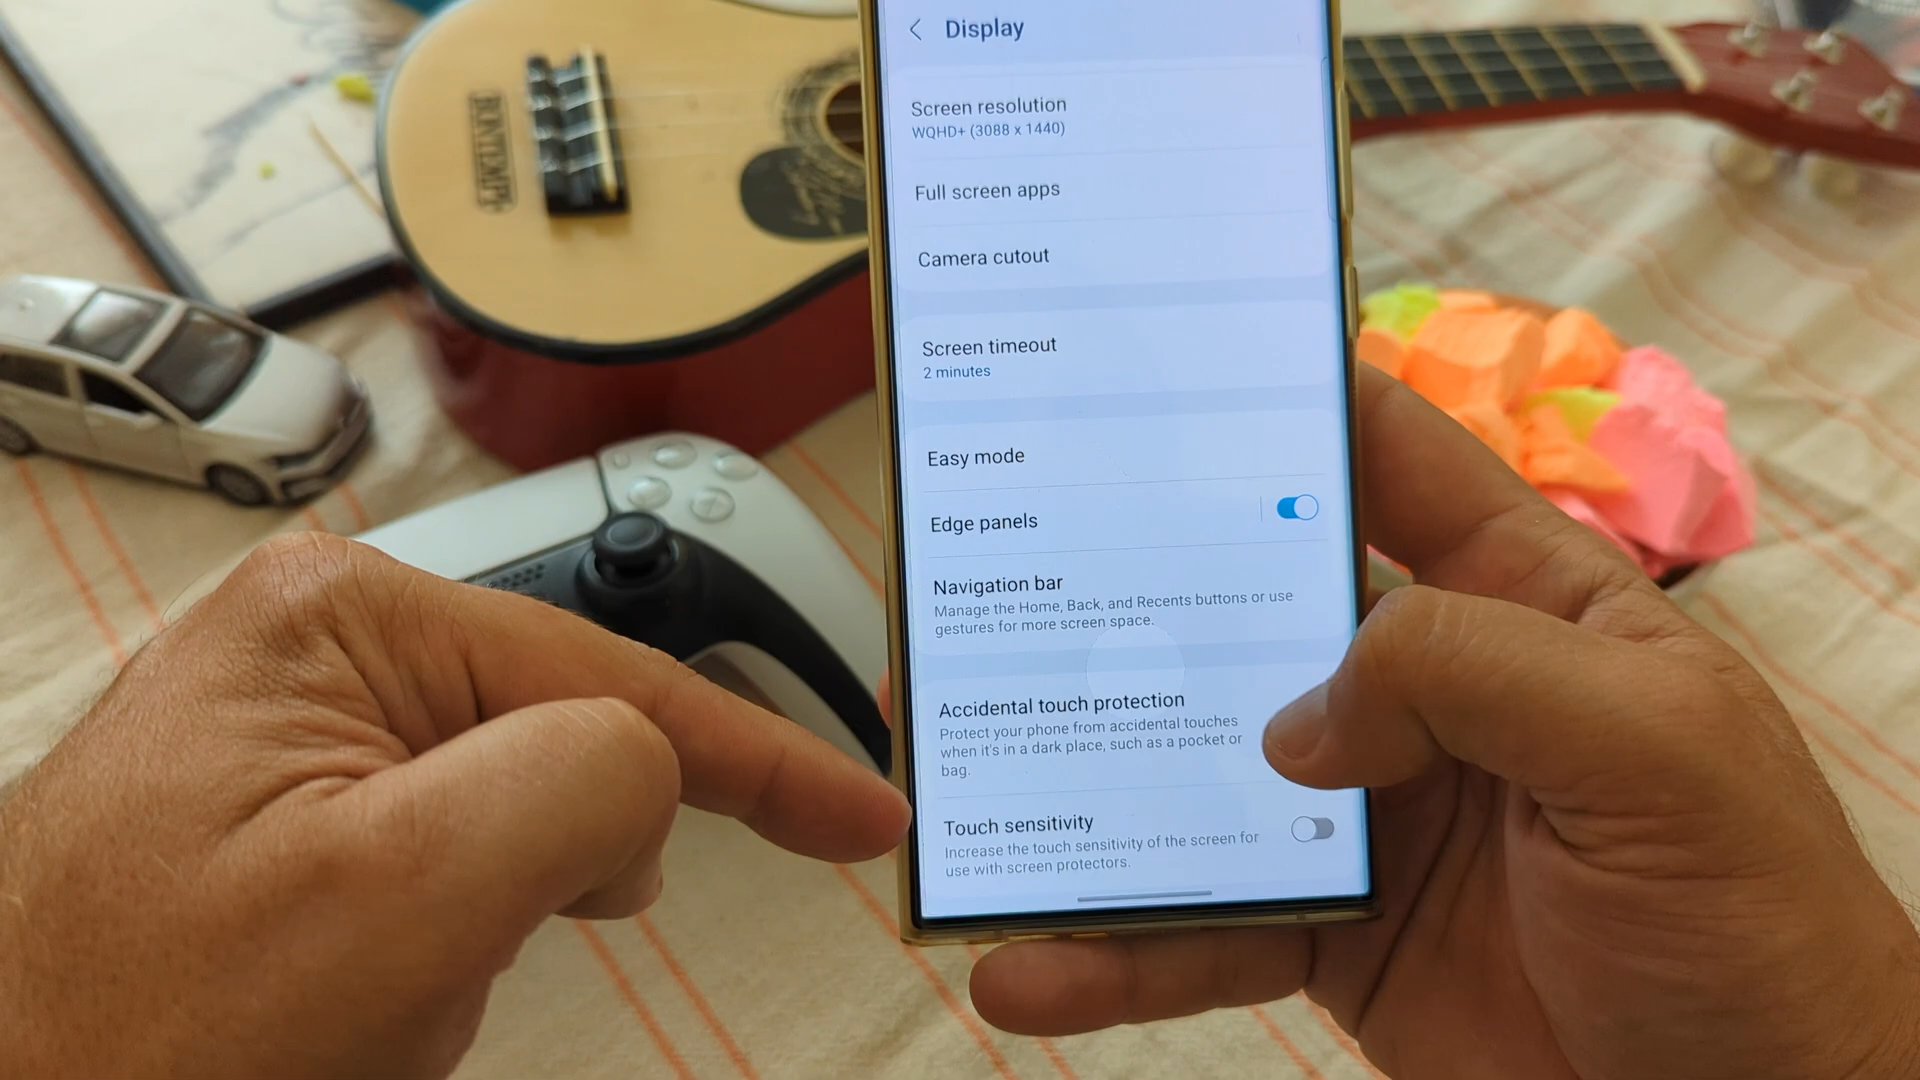 Display
Screen resolution
WQHD+ (3088 x 1440)
Full screen apps
Camera cutout
Screen timeout
2 minutes
Easy mode
Edge panels
Navigation bar
Manage the Home, Back, and Recents buttons or use
gestures for more screen space.
Accidental touch protection
Protect your phone from accidental touches
when it's in a dark place, such as a pocket or
bag.
Touch sensitivity
Increase the touch sensitivity of the screen for
use with screen protectors.
BONTEMPI